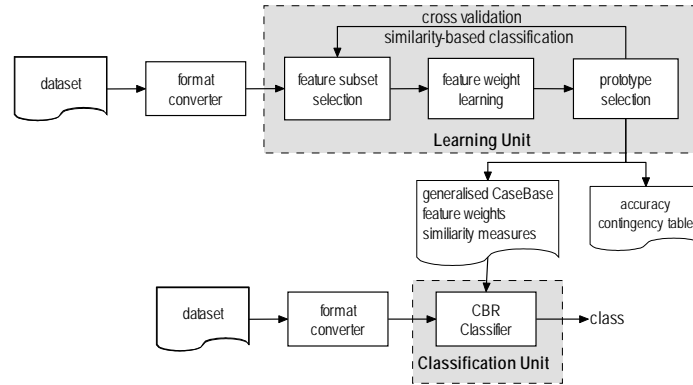 cross validation
similarity-based classification
dataset
format
converter
feature subset
selection
feature weight
learning
prototype
selection
Learning Unit
generalised CaseBase
feature weights
similiarity measures
accuracy
contingency table
dataset
format
converter
CBR
Classifier
class
Classification Unit